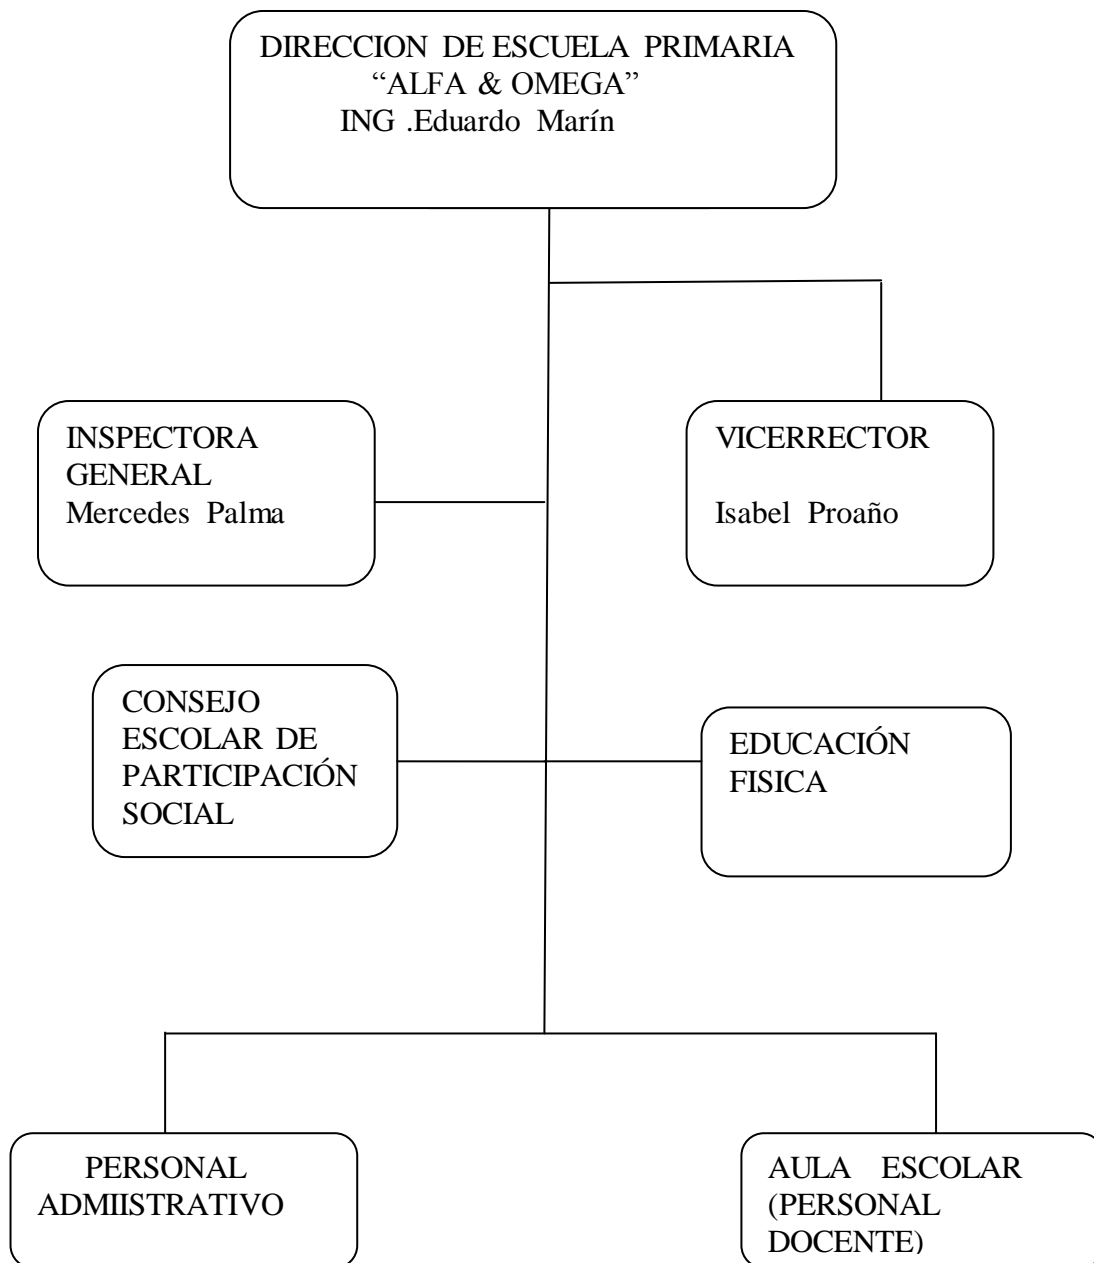 DIRECCION DE ESCUELA PRIMARIA
“ALFA & OMEGA”
ING .Eduardo Marín
INSPECTORA
GENERAL
Mercedes Palma
VICERRECTOR
Isabel Proaño
CONSEJO
ESCOLAR DE
PARTICIPACIÓN
SOCIAL
EDUCACIÓN
FISICA
PERSONAL
ADMIISTRATIVO
AULA ESCOLAR
(PERSONAL
DOCENTE)